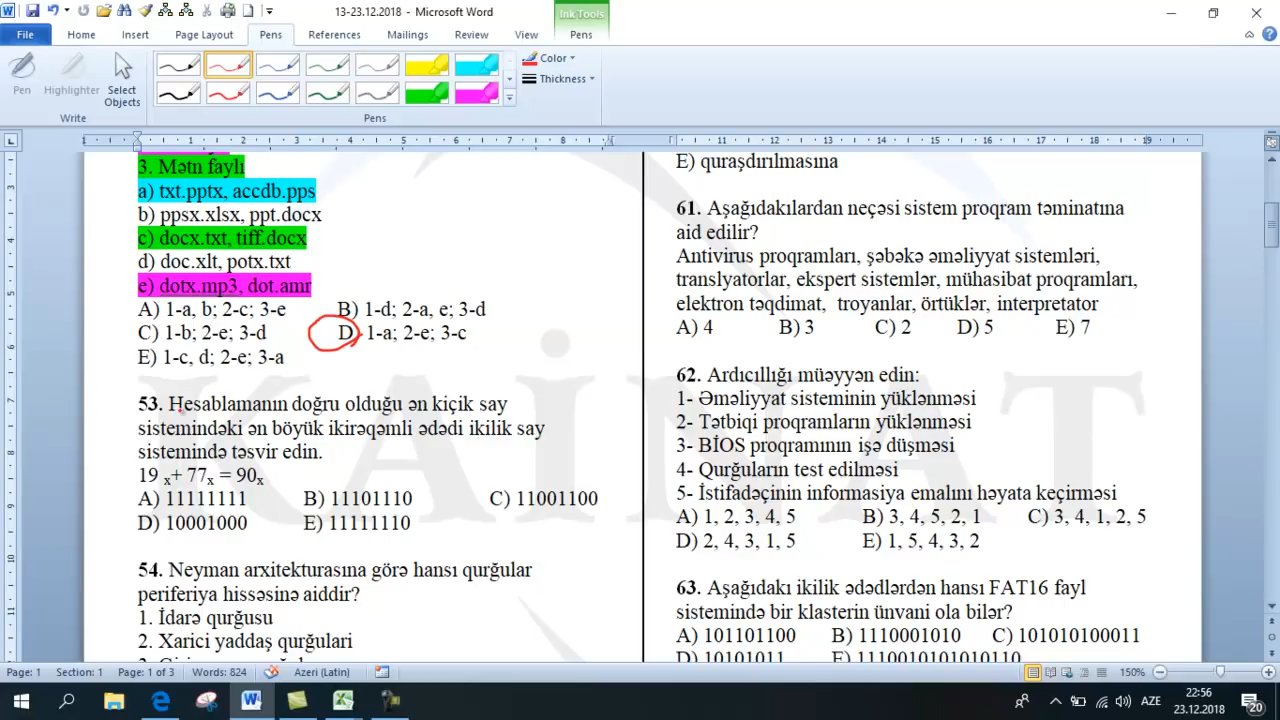 13-23.12.2018 - Microsoft Word
Ink Tools
File Home Insert Page Layout Pens References Mailings Review View Pens
Pen Highlighter Select Objects
Color
Thickness
Write
Pens
3. Mətn faylı
a) txt.pptx, accdb.pps
b) ppsx.xlsx, ppt.docx
c) docx.txt, tiff.docx
d) doc.xlt, potx.txt
e) dotx.mp3, dot.amr
A) 1-a, b; 2-c; 3-e B) 1-d; 2-a, e; 3-d
C) 1-b; 2-e; 3-d D) 1-a; 2-e; 3-c
E) 1-c, d; 2-e; 3-a
53. Hesablamanın doğru olduğu ən kiçik say
sistemindəki ən böyük ikirəqəmli ədədi ikilik say
sistemində təsvir edin.
19 x+ 77x = 90x
A) 11111111 B) 11101110 C) 11001100
D) 10001000 E) 11111110
54. Neyman arxitekturasına görə hansı qurğular
periferiya hissəsinə aiddir?
1. İdarə qurğusu
2. Xarici yaddaş qurğulari
E) quraşdırılmasına
61. Aşağıdakılardan neçəsi sistem proqram təminatına
aid edilir?
Antivirus proqramları, şəbəkə əməliyyat sistemləri,
translyatorlar, ekspert sistemlər, mühasibat proqramları,
elektron təqdimat, troyanlar, örtüklər, interpretator
A) 4 B) 3 C) 2 D) 5 E) 7
62. Ardıcıllığı müəyyən edin:
1- Əməliyyat sisteminin yüklənməsi
2- Tətbiqi proqramların yüklənməsi
3- BİOS proqramının işə düşməsi
4- Qurğuların test edilməsi
5- İstifadəçinin informasiya emalını həyata keçirməsi
A) 1, 2, 3, 4, 5 B) 3, 4, 5, 2, 1 C) 3, 4, 1, 2, 5
D) 2, 4, 3, 1, 5 E) 1, 5, 4, 3, 2
63. Aşağıdakı ikilik ədədlərdən hansı FAT16 fayl
sistemində bir klasterin ünvani ola bilər?
A) 101101100 B) 1110001010 C) 101010100011
D) 10101011 E) 1110010101010110
KAİNAT
Page: 1 Section: 1 Page: 1 of 3 Words: 824 Azeri (Latin) 150%
AZE
22:56
23.12.2018
20